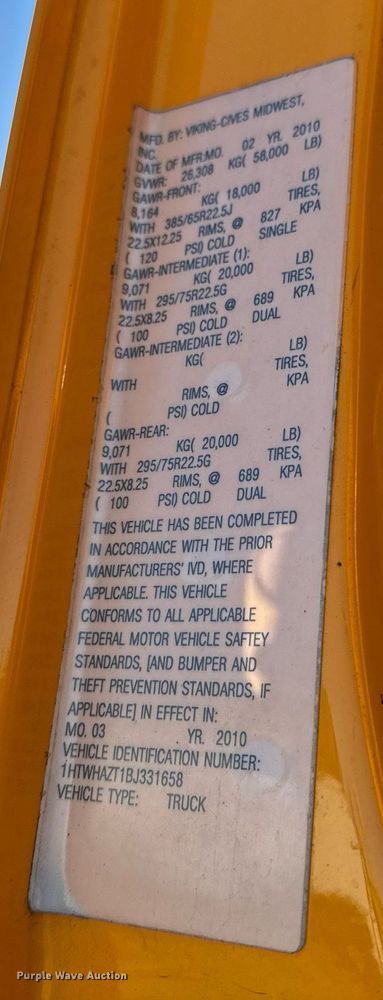 MFD. BY: VIKING-CIVES MIDWEST,
INC.
DATE OF MFR:MO. 02 YR. 2010
GVWR: 26,308 KG( 58,000 LB)
GAWR-FRONT:
8,164 KG( 18,000 LB)
WITH 385/65R22.5J TIRES,
22.5X12.25 RIMS, @ 827 KPA
( 120 PSI) COLD SINGLE
GAWR-INTERMEDIATE (1):
9,071 KG( 20,000 LB)
WITH 295/75R22.5G TIRES,
22.5X8.25 RIMS, @ 689 KPA
( 100 PSI) COLD DUAL
GAWR-INTERMEDIATE (2):
KG( LB)
WITH TIRES,
RIMS, @ KPA
( PSI) COLD
GAWR-REAR:
9,071 KG( 20,000 LB)
WITH 295/75R22.5G TIRES,
22.5X8.25 RIMS, @ 689 KPA
( 100 PSI) COLD DUAL
THIS VEHICLE HAS BEEN COMPLETED
IN ACCORDANCE WITH THE PRIOR
MANUFACTURERS' IVD, WHERE
APPLICABLE. THIS VEHICLE
CONFORMS TO ALL APPLICABLE
FEDERAL MOTOR VEHICLE SAFTEY
STANDARDS, [AND BUMPER AND
THEFT PREVENTION STANDARDS, IF
APPLICABLE] IN EFFECT IN:
MO. 03 YR. 2010
VEHICLE IDENTIFICATION NUMBER:
1HTWHAZT1BJ331658
VEHICLE TYPE: TRUCK
Purple Wave Auction